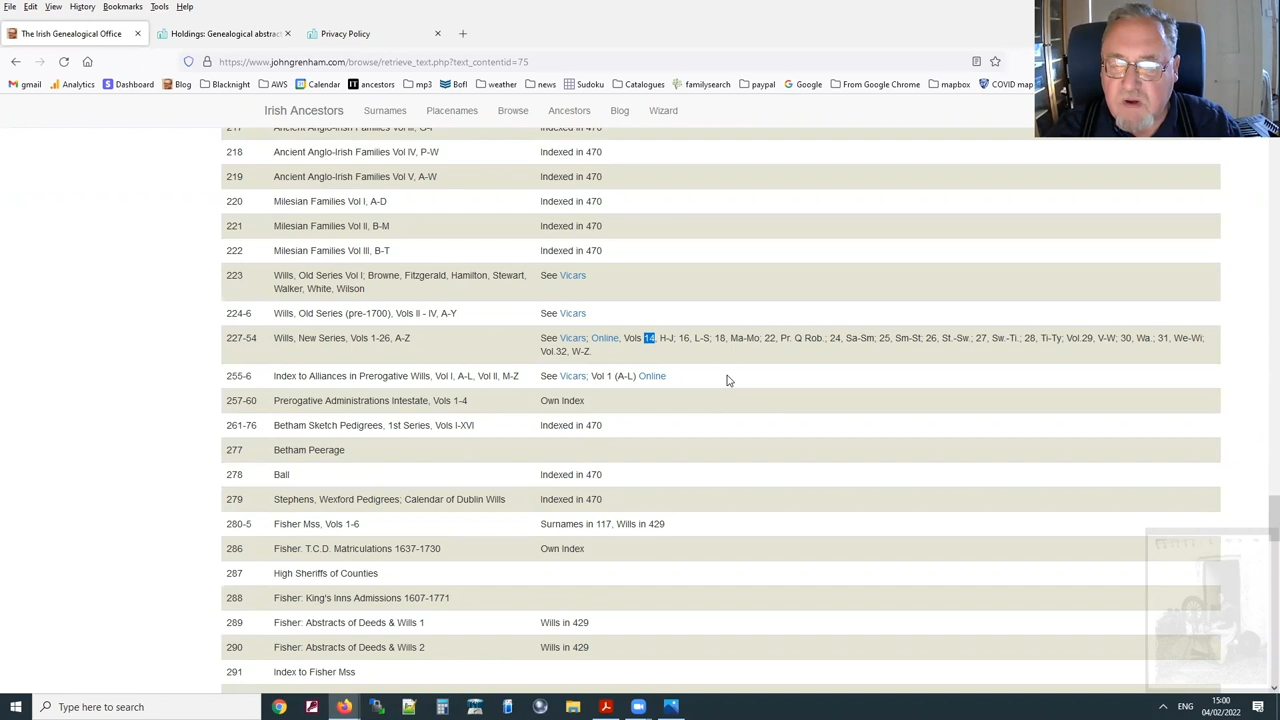 File Edit View History Bookmarks Tools Help
The Irish Genealogical Office
Holdings: Genealogical abstract
Privacy Policy
https://www.johngrenham.com/browse/retrieve_text.php?text_contentid=75
gmail Analytics Dashboard Blog Blacknight AWS Calendar ancestors mp3 BofI weather news Sudoku Catalogues familysearch paypal Google From Google Chrome mapbox COVID map
Irish Ancestors Surnames Placenames Browse Ancestors Blog Wizard
217 Ancient Anglo-Irish Families Vol III, G-P Indexed in 470
218 Ancient Anglo-Irish Families Vol IV, P-W Indexed in 470
219 Ancient Anglo-Irish Families Vol V, A-W Indexed in 470
220 Milesian Families Vol I, A-D Indexed in 470
221 Milesian Families Vol II, B-M Indexed in 470
222 Milesian Families Vol III, B-T Indexed in 470
223 Wills, Old Series Vol I; Browne, Fitzgerald, Hamilton, Stewart, See Vicars
Walker, White, Wilson
224-6 Wills, Old Series (pre-1700), Vols II - IV, A-Y See Vicars
227-54 Wills, New Series, Vols 1-26, A-Z See Vicars; Online, Vols 14, H-J; 16, L-S; 18, Ma-Mo; 22, Pr. Q Rob.; 24, Sa-Sm; 25, Sm-St; 26, St.-Sw.; 27, Sw.-Ti.; 28, Ti-Ty; Vol.29, V-W; 30, Wa.; 31, We-Wi;
Vol.32, W-Z.
255-6 Index to Alliances in Prerogative Wills, Vol I, A-L, Vol II, M-Z See Vicars; Vol 1 (A-L) Online
257-60 Prerogative Administrations Intestate, Vols 1-4 Own Index
261-76 Betham Sketch Pedigrees, 1st Series, Vols I-XVI Indexed in 470
277 Betham Peerage
278 Ball Indexed in 470
279 Stephens, Wexford Pedigrees; Calendar of Dublin Wills Indexed in 470
280-5 Fisher Mss, Vols 1-6 Surnames in 117, Wills in 429
286 Fisher. T.C.D. Matriculations 1637-1730 Own Index
287 High Sheriffs of Counties
288 Fisher: King's Inns Admissions 1607-1771
289 Fisher: Abstracts of Deeds & Wills 1 Wills in 429
290 Fisher: Abstracts of Deeds & Wills 2 Wills in 429
291 Index to Fisher Mss
Type here to search
ENG
15:00
04/02/2022